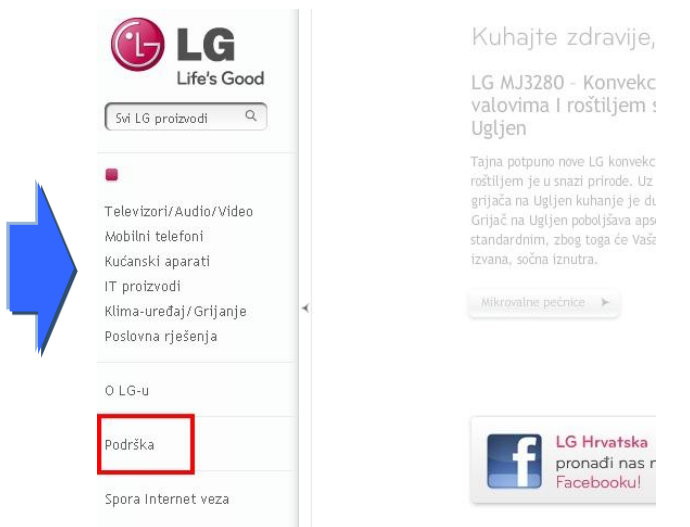 LG
Life's Good
Svi LG proizvodi
Televizori/Audio/Video
Mobilni telefoni
Kućanski aparati
IT proizvodi
Klima-uređaj/Grijanje
Poslovna rješenja
O LG-u
Podrška
Spora Internet veza
Kuhajte zdravije,
LG MJ3280 - Konvekc
valovima I roštiljem s
Ugljen
Tajna potpuno nove LG konvekc
roštiljem je u snazi prirode. Uz
grijača na Ugljen kuhanje je du
Grijač na Ugljen poboljšava apso
standardnim, zbog toga će Vaša
izvana, sočna iznutra.
Mikrovalne pećnice
LG Hrvatska
pronađi nas n
Facebooku!